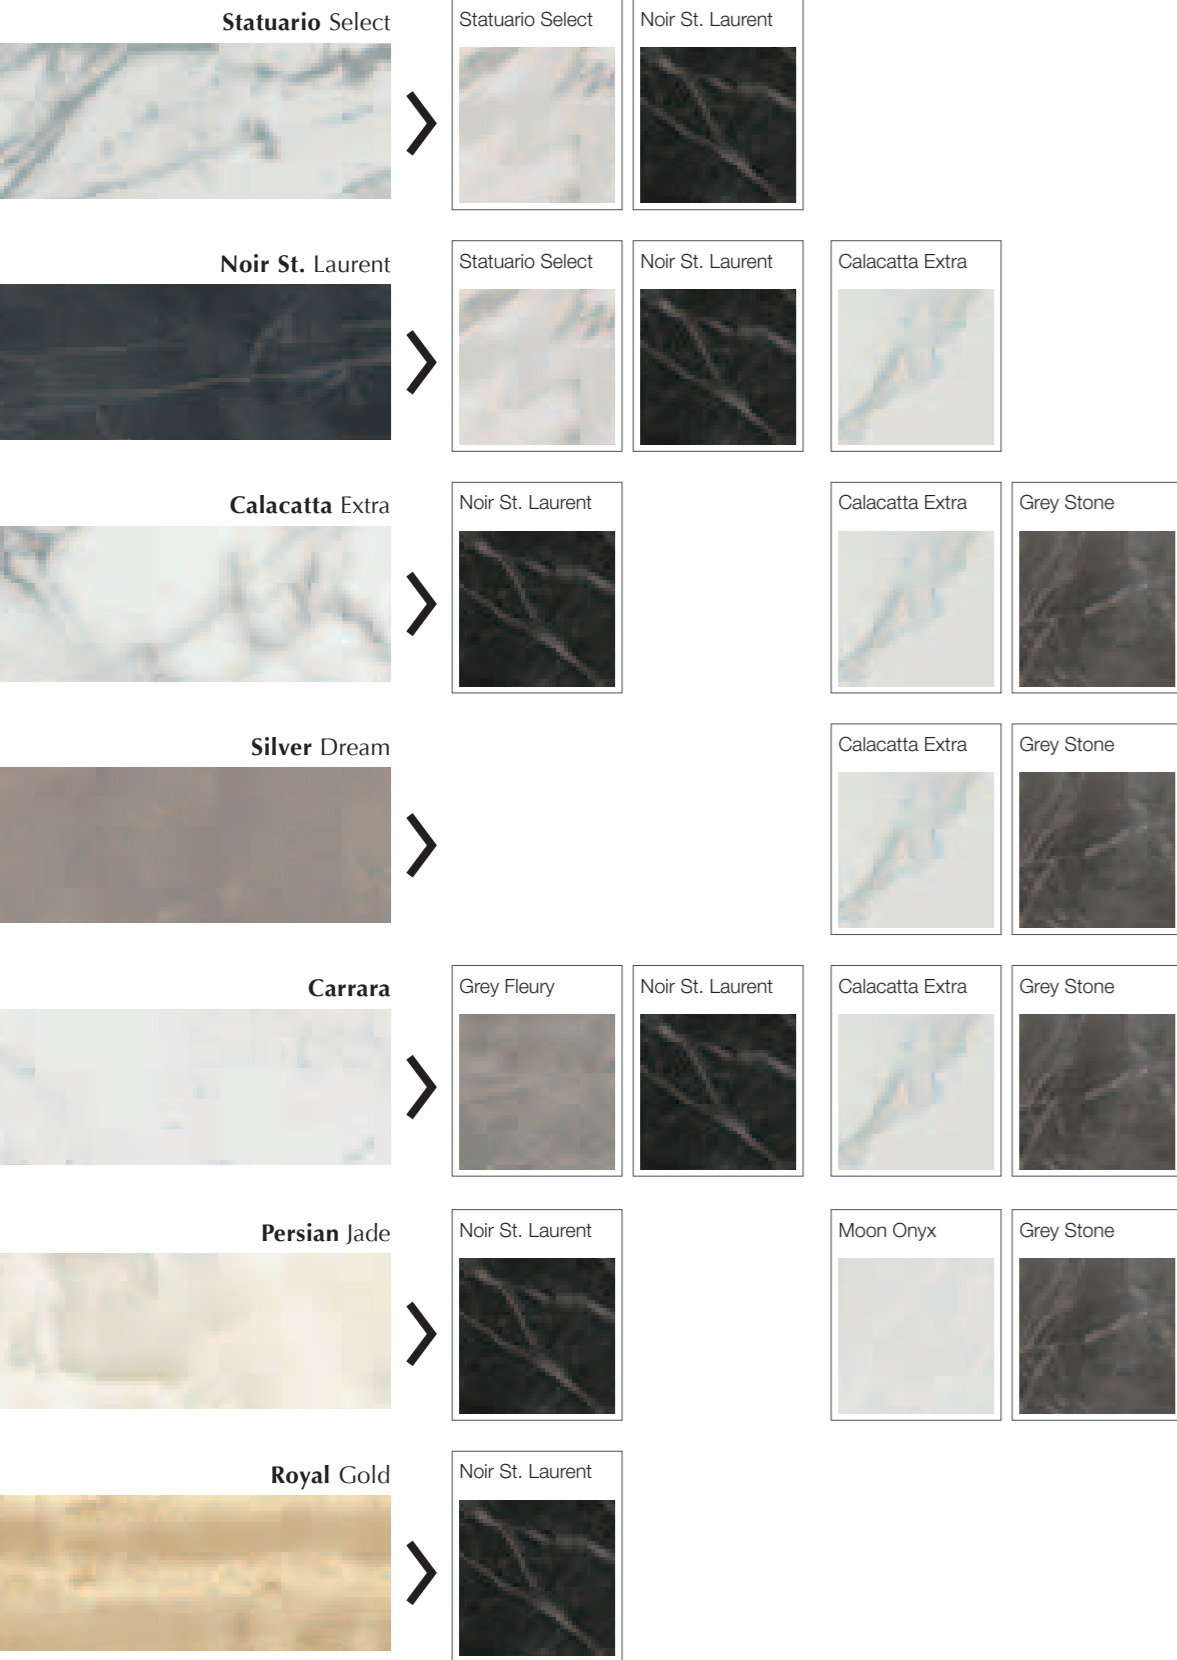 Statuario Select
Statuario Select
Noir St. Laurent
Noir St. Laurent
Statuario Select
Noir St. Laurent
Calacatta Extra
Calacatta Extra
Noir St. Laurent
Calacatta Extra
Grey Stone
Silver Dream
Calacatta Extra
Grey Stone
Carrara
Grey Fleury
Noir St. Laurent
Calacatta Extra
Grey Stone
Persian Jade
Noir St. Laurent
Moon Onyx
Grey Stone
Royal Gold
Noir St. Laurent